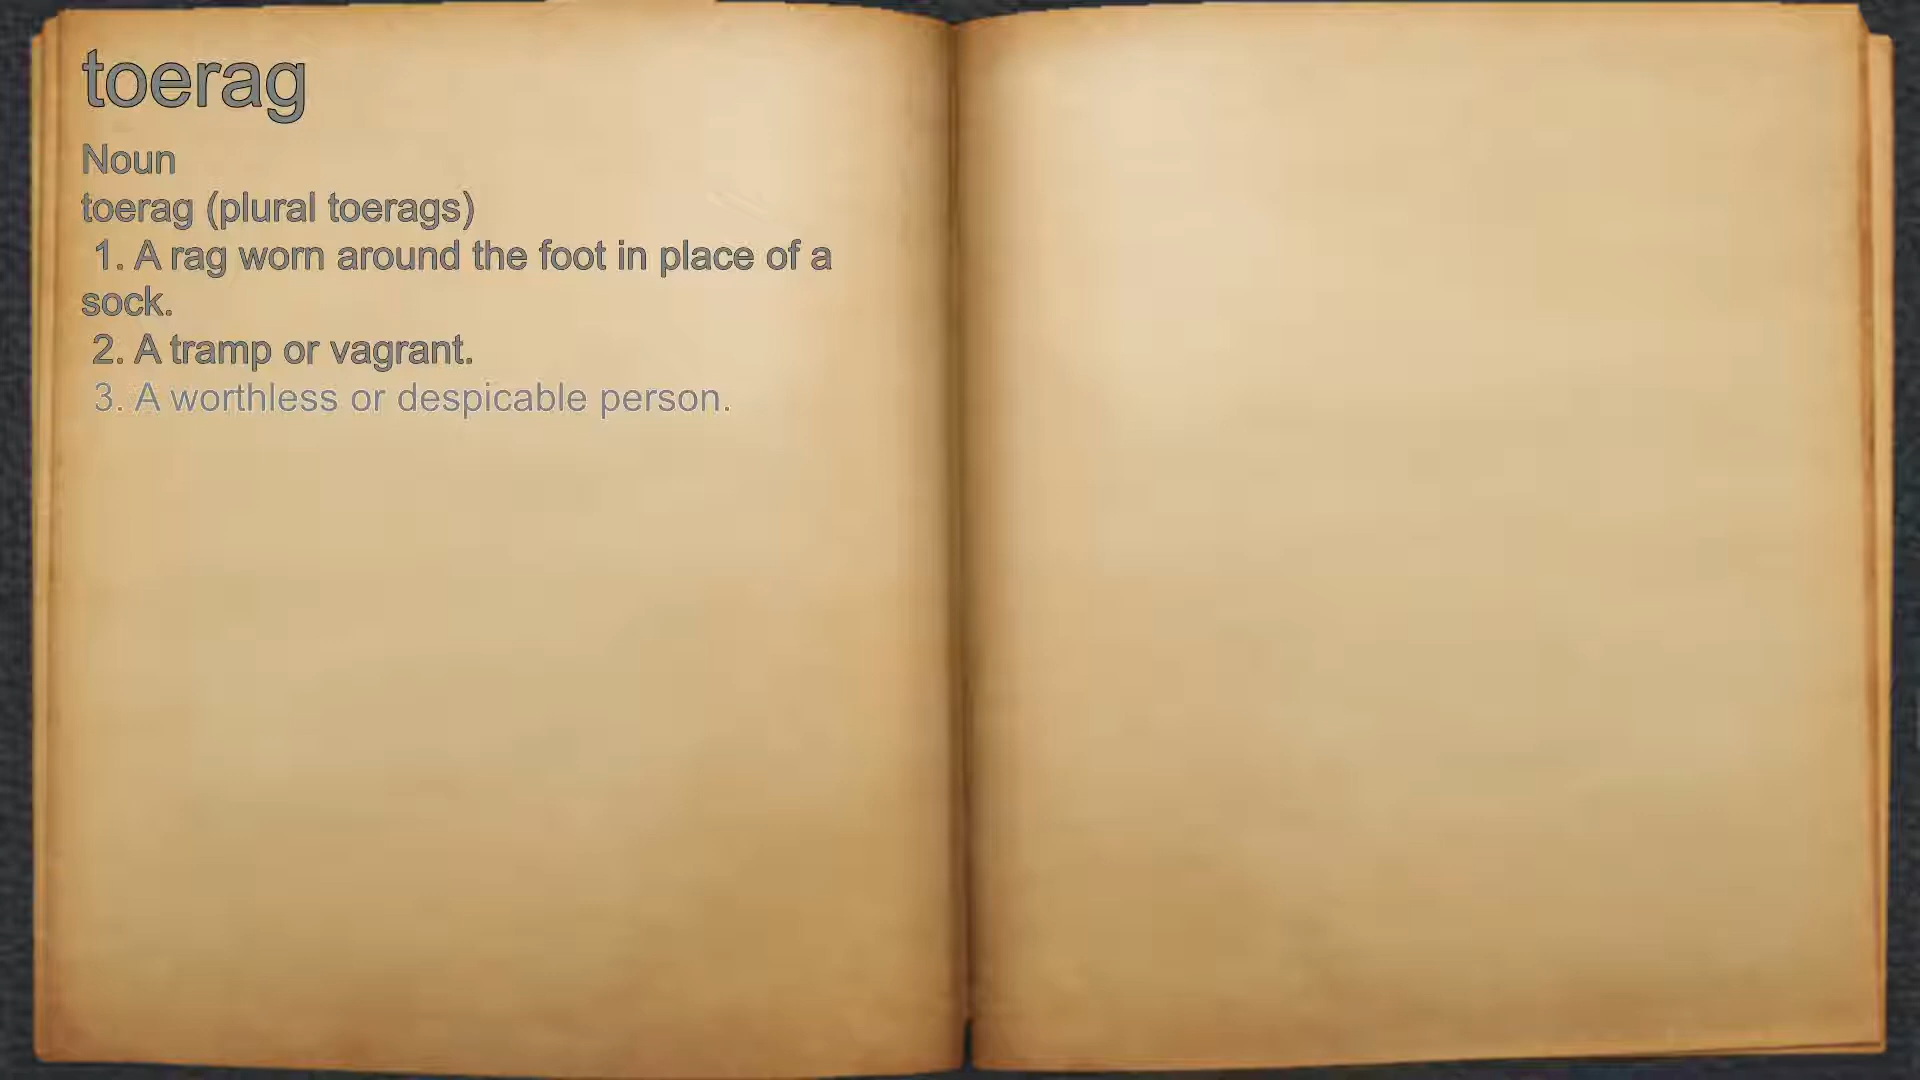 toerag
Noun
toerag (plural toerags)
1. A rag worn around the foot in place of a
sock.
2. A tramp or vagrant.
3. A worthless or despicable person.